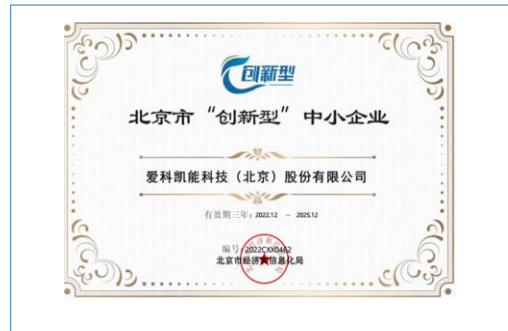 创新型
北京市“创新型”中小企业
爱科凯能科技（北京）股份有限公司
有效期三年：2022.12 – 2025.12
编号：2022CXX0462
北京市经济和信息化局